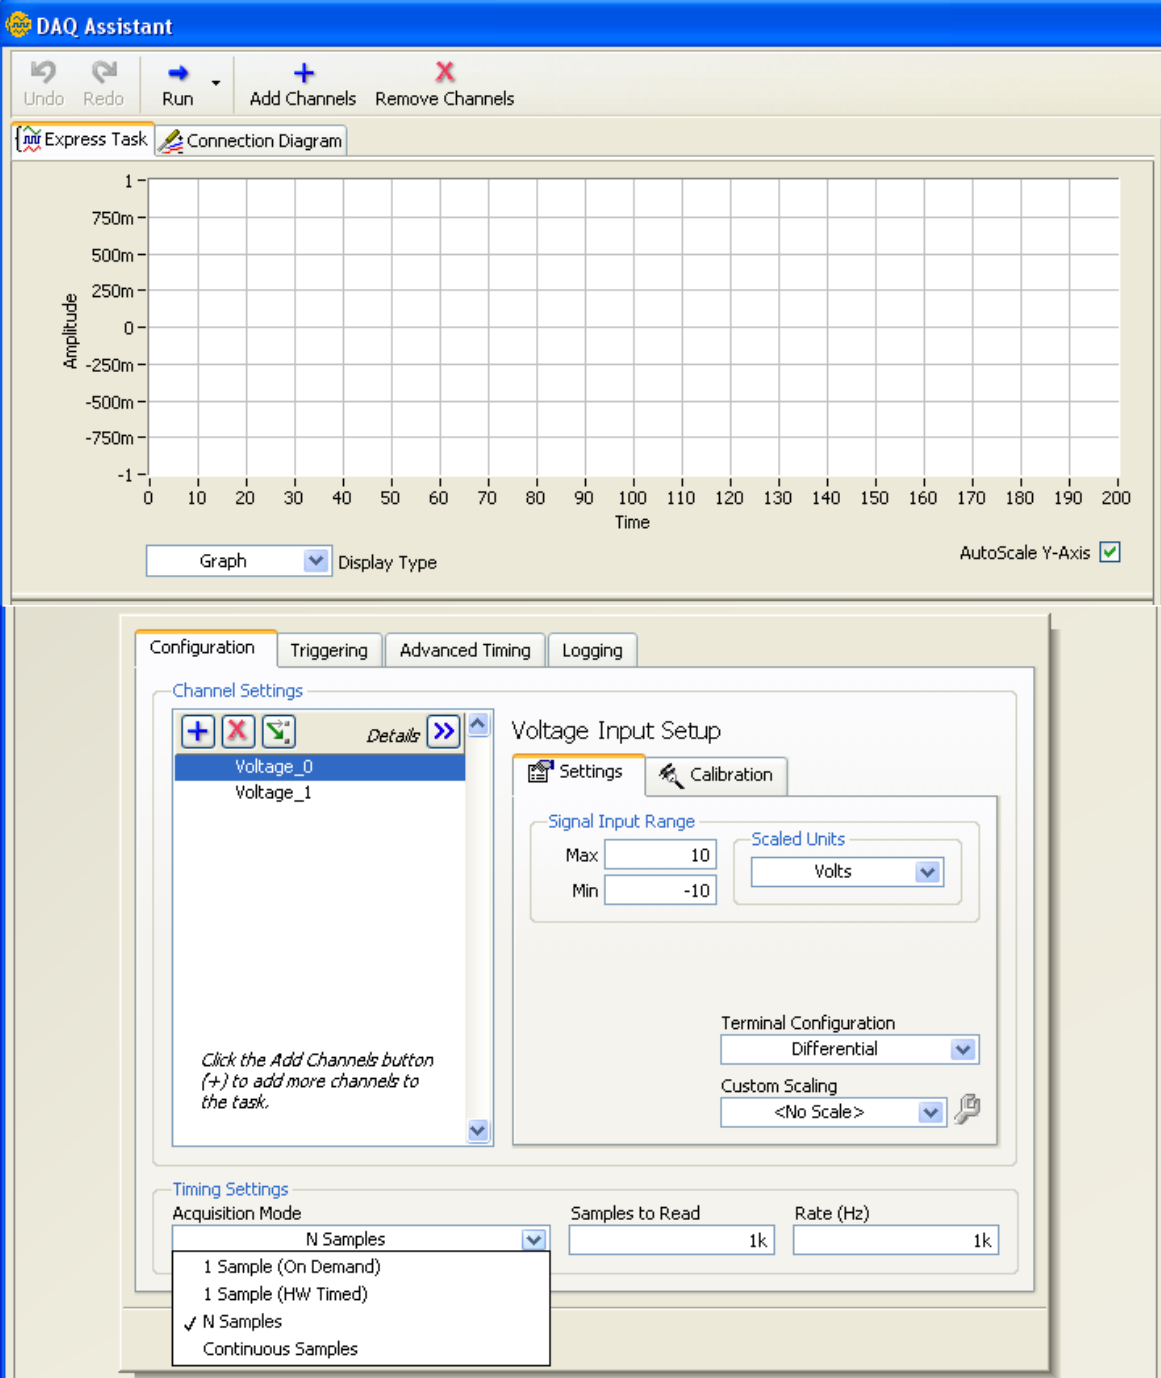 DAQ Assistant
Undo Redo Run Add Channels Remove Channels
Express Task Connection Diagram
1
750m
500m
250m
0
-250m
-500m
-750m
-1
Amplitude
0 10 20 30 40 50 60 70 80 90 100 110 120 130 140 150 160 170 180 190 200
Time
Graph Display Type AutoScale Y-Axis
Configuration Triggering Advanced Timing Logging
Channel Settings
Details
Voltage_0
Voltage_1
Click the Add Channels button
(+) to add more channels to
the task.
Voltage Input Setup
Settings Calibration
Signal Input Range
Max 10
Min -10
Scaled Units
Volts
Terminal Configuration
Differential
Custom Scaling
<No Scale>
Timing Settings
Acquisition Mode Samples to Read Rate (Hz)
N Samples 1k 1k
1 Sample (On Demand)
1 Sample (HW Timed)
N Samples
Continuous Samples